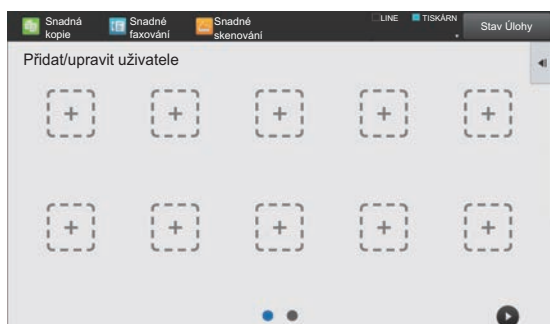 Snadná
kopie
Snadné
faxování
Snadné
skenování
LINE
TISKÁRN
Stav Úlohy
Přidat/upravit uživatele